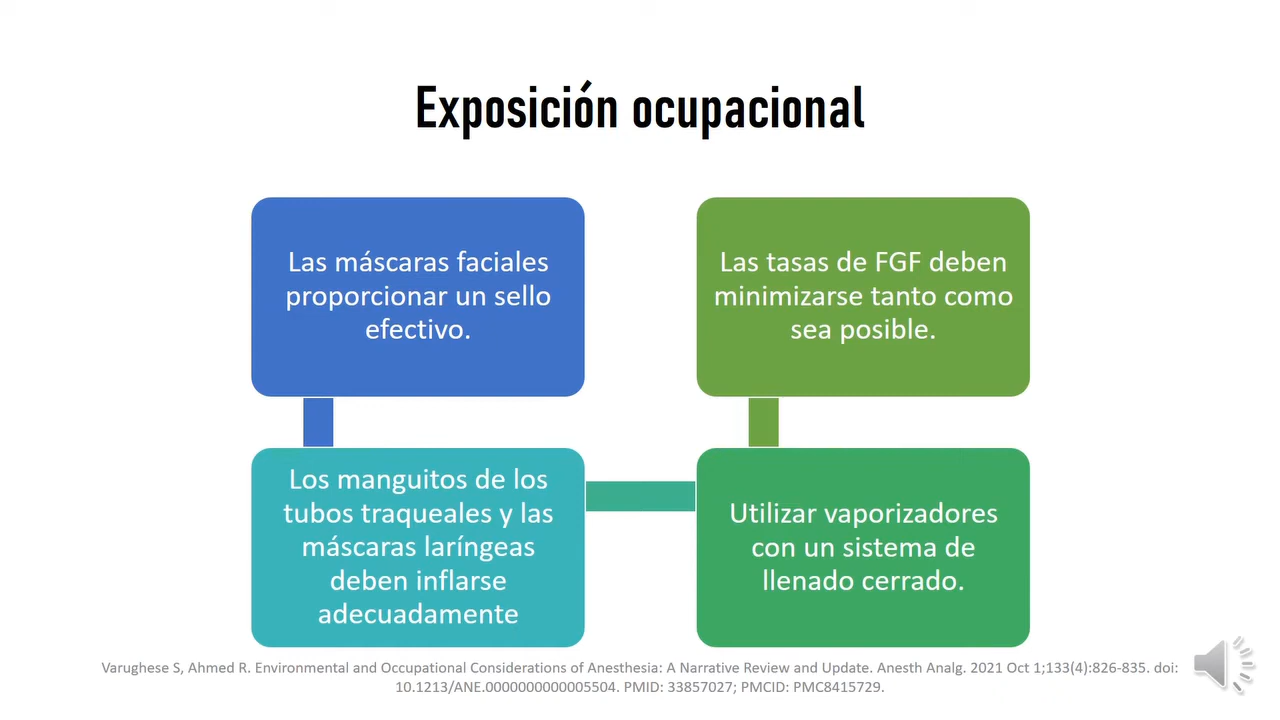 Exposición ocupacional
Las máscaras faciales
proporcionar un sello
efectivo.
Los manguitos de los
tubos traqueales y las
máscaras laríngeas
deben inflarse
adecuadamente
Utilizar vaporizadores
con un sistema de
llenado cerrado.
Las tasas de FGF deben
minimizarse tanto como
sea posible.
Varughese S, Ahmed R. Environmental and Occupational Considerations of Anesthesia: A Narrative Review and Update. Anesth Analg. 2021 Oct 1;133(4):826-835. doi:
10.1213/ANE.0000000000005504. PMID: 33857027; PMCID: PMC8415729.